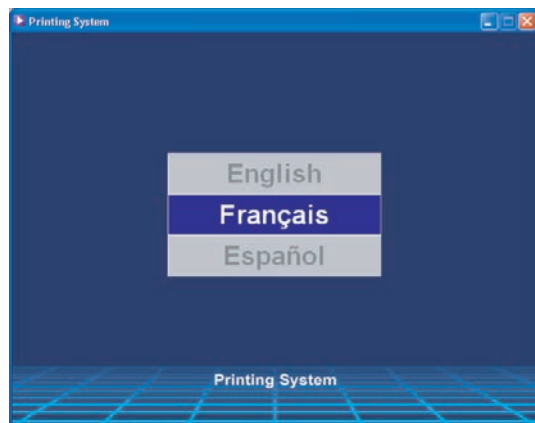 Printing System
English
Français
Español
Printing System